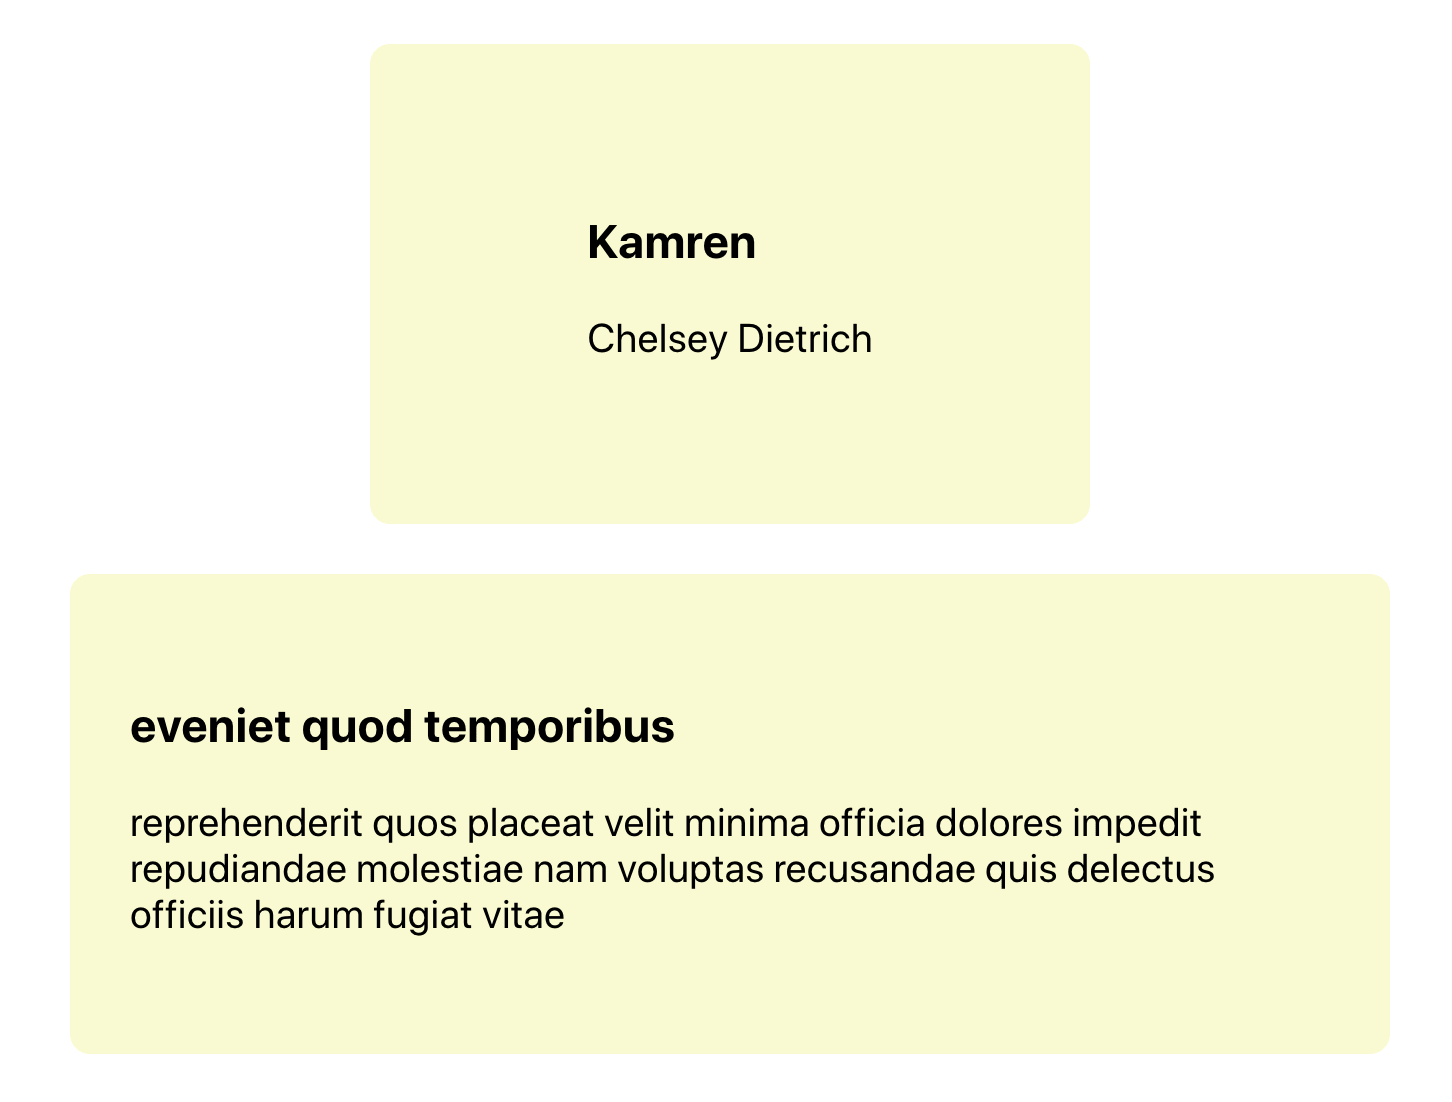 Kamren
Chelsey Dietrich
eveniet quod temporibus
reprehenderit quos placeat velit minima officia dolores impedit
repudiandae molestiae nam voluptas recusandae quis delectus
officiis harum fugiat vitae